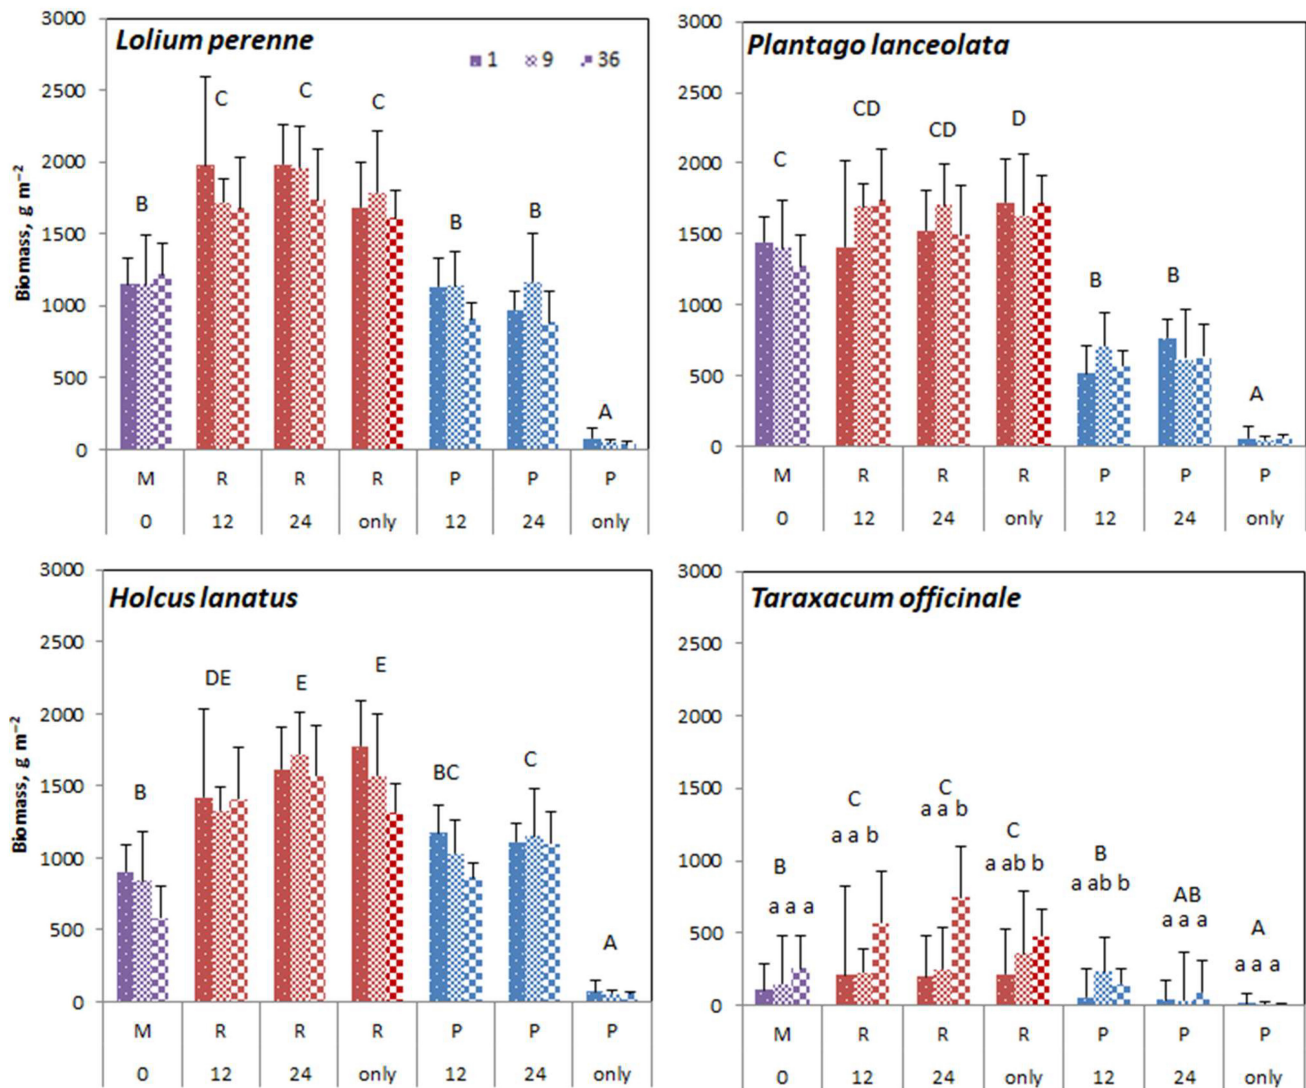 3000
Lolium perenne
1 9 36
2500
C C C
2000
B B B
1500
1000
500
A
0
Biomass, g m⁻²
M R R R P P P
0 12 24 only 12 24 only
3000
Plantago lanceolata
2500
CD CD D
C
2000
1500
B B
1000
500
A
0
M R R R P P P
0 12 24 only 12 24 only
3000
Holcus lanatus
2500
DE E E
2000
B BC C
1500
1000
500
A
0
Biomass, g m⁻²
M R R R P P P
0 12 24 only 12 24 only
3000
Taraxacum officinale
2500
2000
1500
C C C
a a b a a b a ab b
1000
B B AB A
a a a a ab b a a a a a a
500
0
M R R R P P P
0 12 24 only 12 24 only